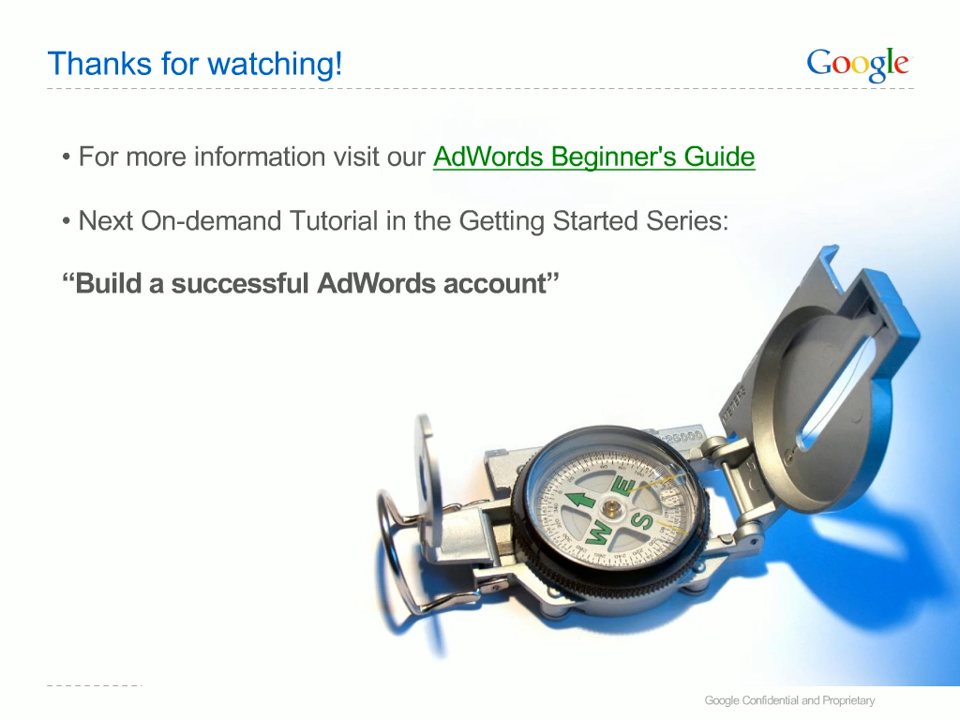 Thanks for watching!
Google
• For more information visit our AdWords Beginner's Guide
• Next On-demand Tutorial in the Getting Started Series:
“Build a successful AdWords account”
E
S
W
Google Confidential and Proprietary